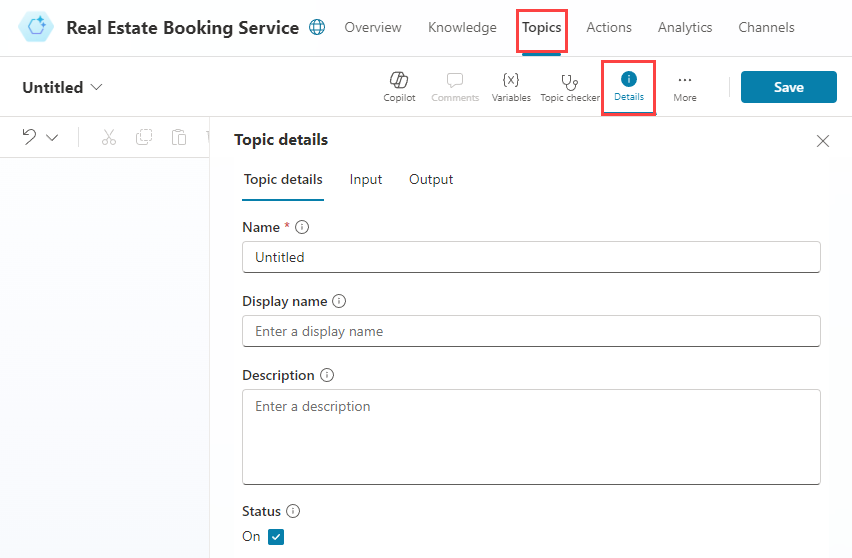 Real Estate Booking Service Overview Knowledge Topics Actions Analytics Channels
Untitled {x} Save
Copilot Comments Variables Topic checker Details More
Topic details
Topic details Input Output
Name *
Untitled
Display name
Enter a display name
Description
Enter a description
Status
On